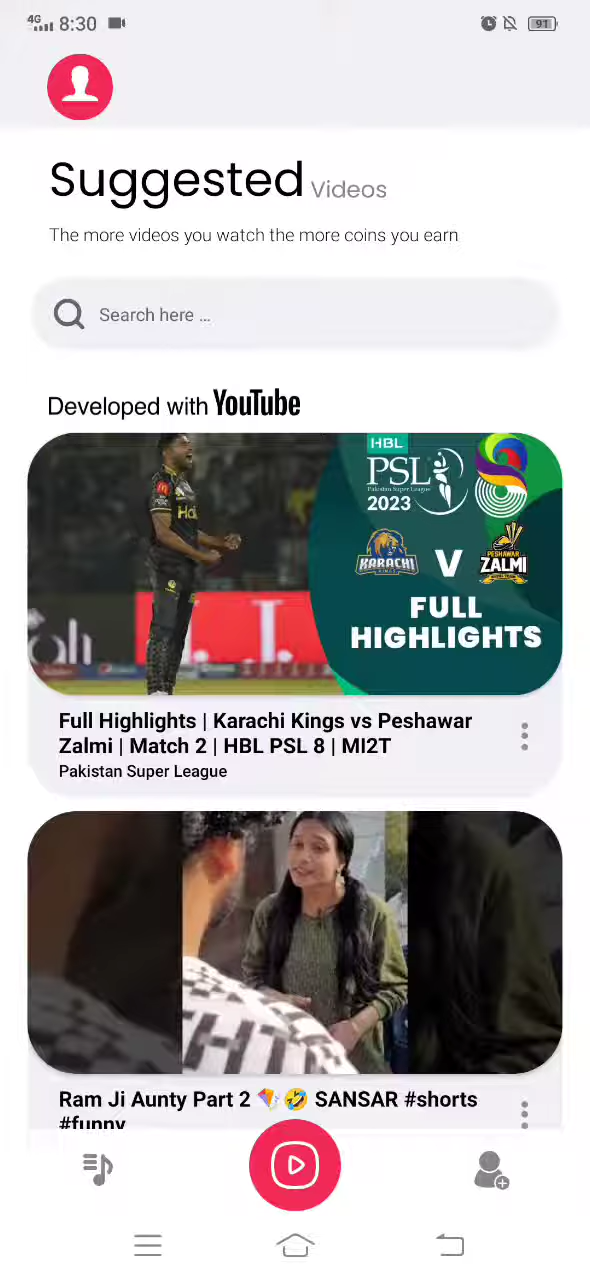 4G 8:30 91
Suggested Videos
The more videos you watch the more coins you earn
Search here ...
Developed with YouTube
HBL
PSL
Pakistan Super League
2023
KARACHI
KINGS
V
PESHAWAR
ZALMI
FULL
HIGHLIGHTS
Full Highlights | Karachi Kings vs Peshawar
Zalmi | Match 2 | HBL PSL 8 | MI2T
Pakistan Super League
Ram Ji Aunty Part 2 🪁🤣 SANSAR #shorts
#funny